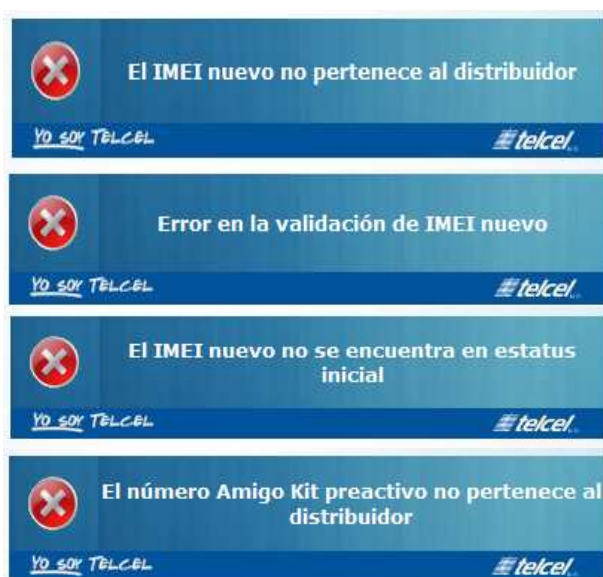 El IMEI nuevo no pertenece al distribuidor
Yo soy TELCEL
telcel
Error en la validación de IMEI nuevo
Yo soy TELCEL
telcel
El IMEI nuevo no se encuentra en estatus
inicial
Yo soy TELCEL
telcel
El número Amigo Kit preactivo no pertenece al
distribuidor
Yo soy TELCEL
telcel